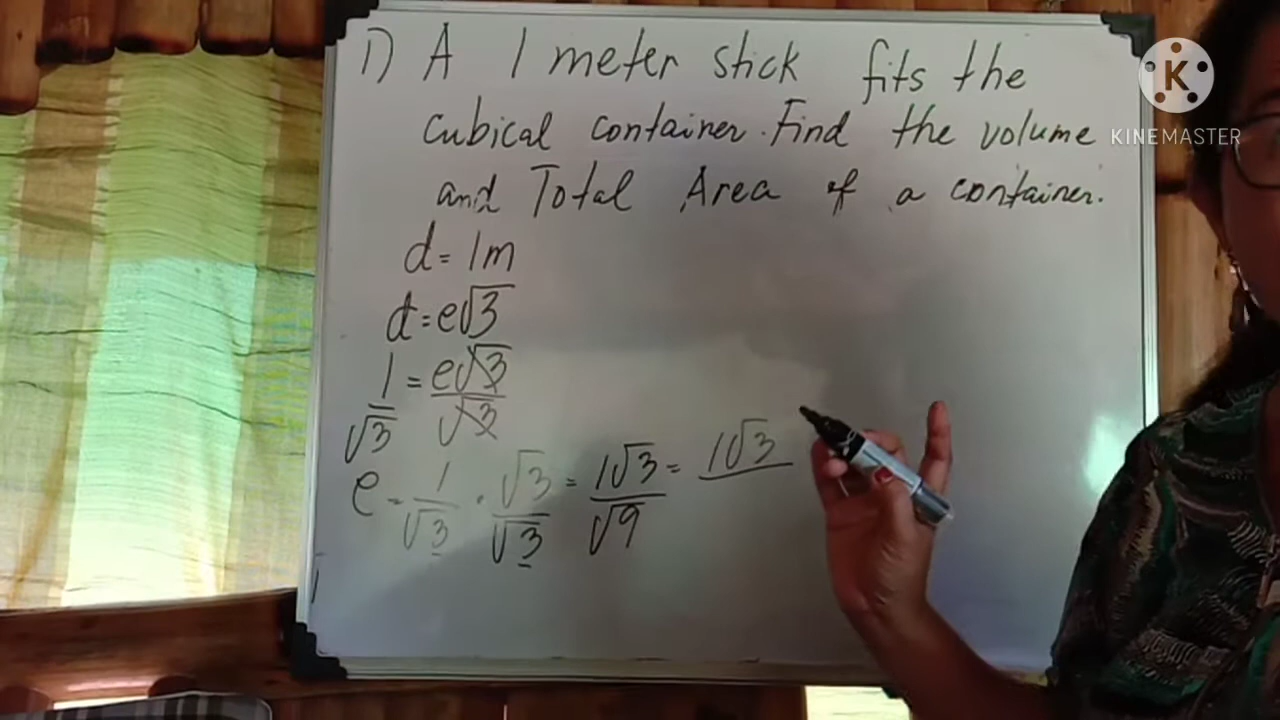 1) A 1 meter stick fits the
cubical container. Find the volume
and Total Area of a container.
d = 1m
d = e√3
1/√3 = e√3/√3
e = 1/√3 · √3/√3 = 1√3/√9 = 1√3
K
KINEMASTER